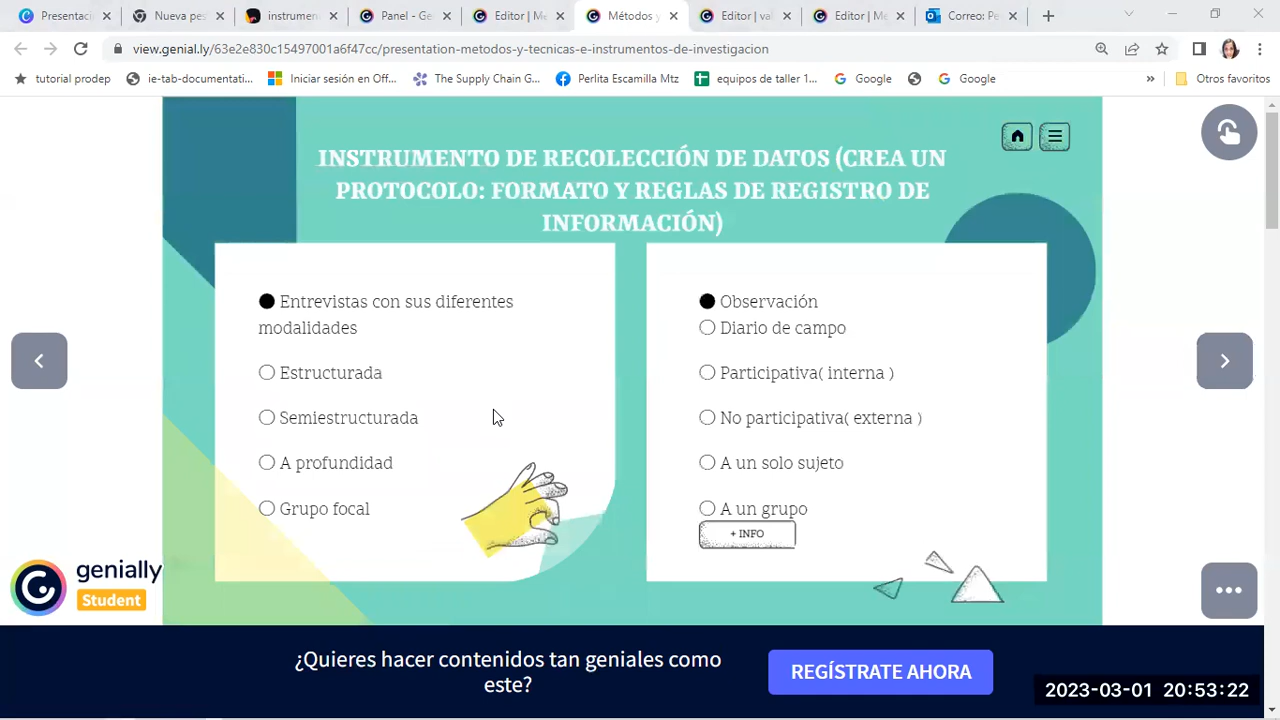 Presentac
Nueva pes
instrumen
Panel - Ge
Editor | M
Métodos y
Editor | val
Editor | Me
Correo: Pe
view.genial.ly/63e2e830c15497001a6f47cc/presentation-metodos-y-tecnicas-e-instrumentos-de-investigacion
tutorial prodep
ie-tab-documentati...
Iniciar sesión en Off...
The Supply Chain G...
Perlita Escamilla Mtz
equipos de taller 1...
Google
Google
»
Otros favoritos
INSTRUMENTO DE RECOLECCIÓN DE DATOS (CREA UN
PROTOCOLO: FORMATO Y REGLAS DE REGISTRO DE
INFORMACIÓN)
Entrevistas con sus diferentes
modalidades
Estructurada
Semiestructurada
A profundidad
Grupo focal
Observación
Diario de campo
Participativa( interna )
No participativa( externa )
A un solo sujeto
A un grupo
+ INFO
genially
Student
¿Quieres hacer contenidos tan geniales como
este?
REGÍSTRATE AHORA
2023-03-01 20:53:22